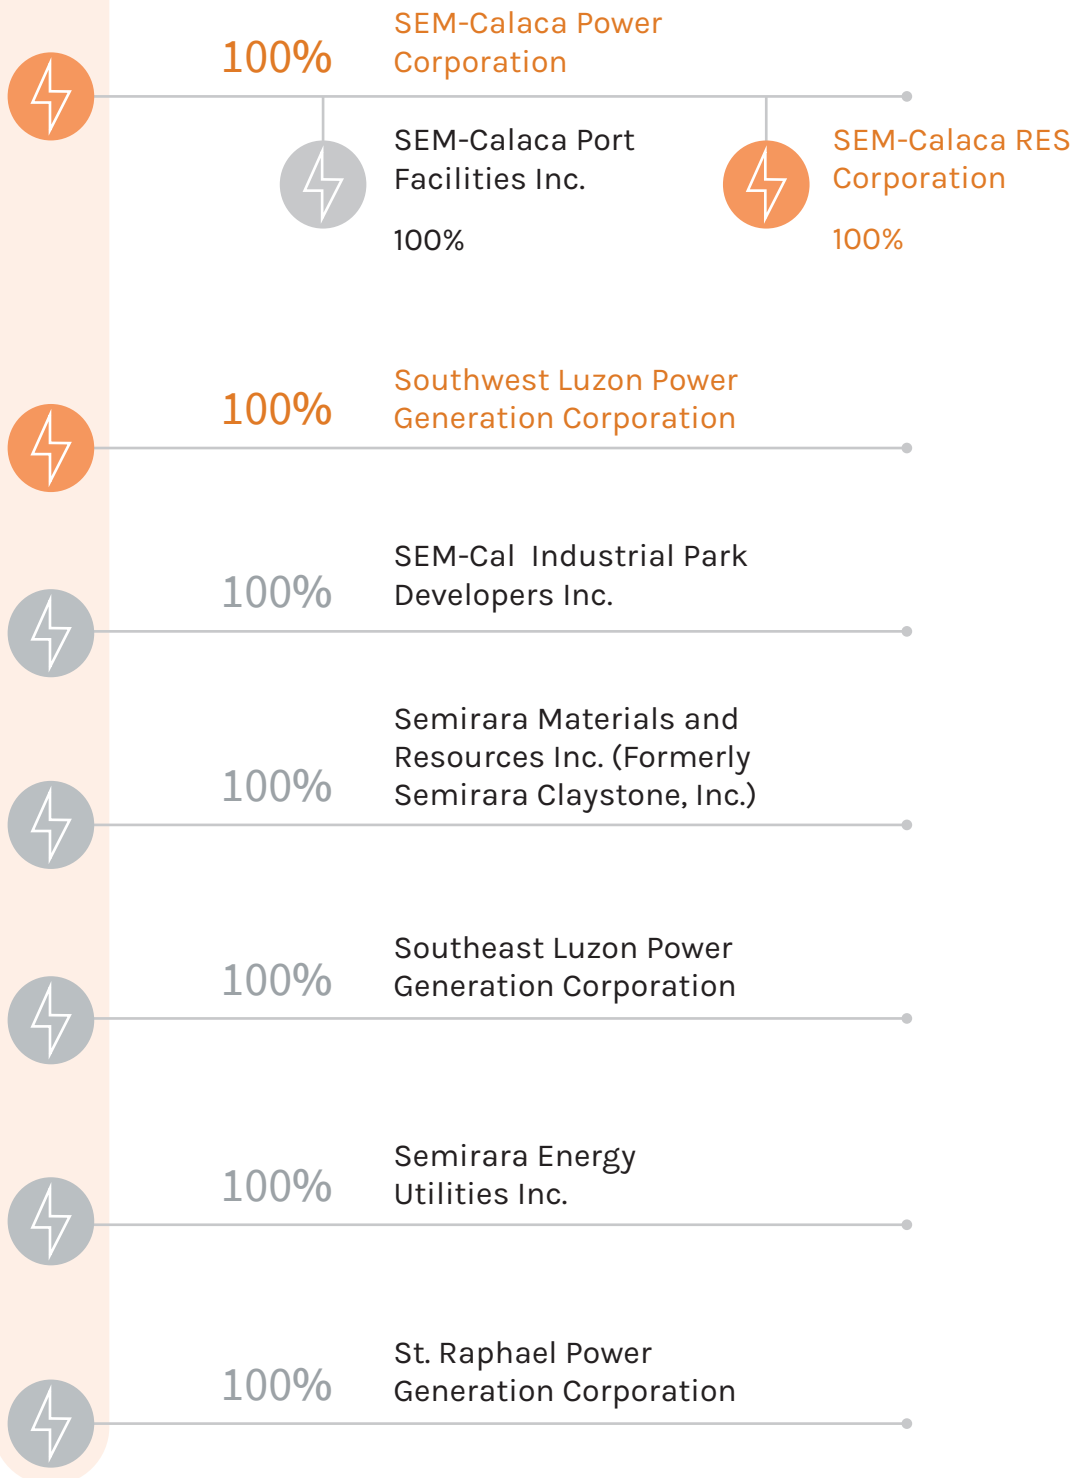 SEM-Calaca Power
Corporation
100%
SEM-Calaca Port
Facilities Inc.
100%
SEM-Calaca RES
Corporation
100%
Southwest Luzon Power
Generation Corporation
100%
SEM-Cal  Industrial Park
Developers Inc.
100%
Semirara Materials and
Resources Inc. (Formerly
Semirara Claystone, Inc.)
100%
Southeast Luzon Power
Generation Corporation
100%
Semirara Energy
Utilities Inc.
100%
St. Raphael Power
Generation Corporation
100%